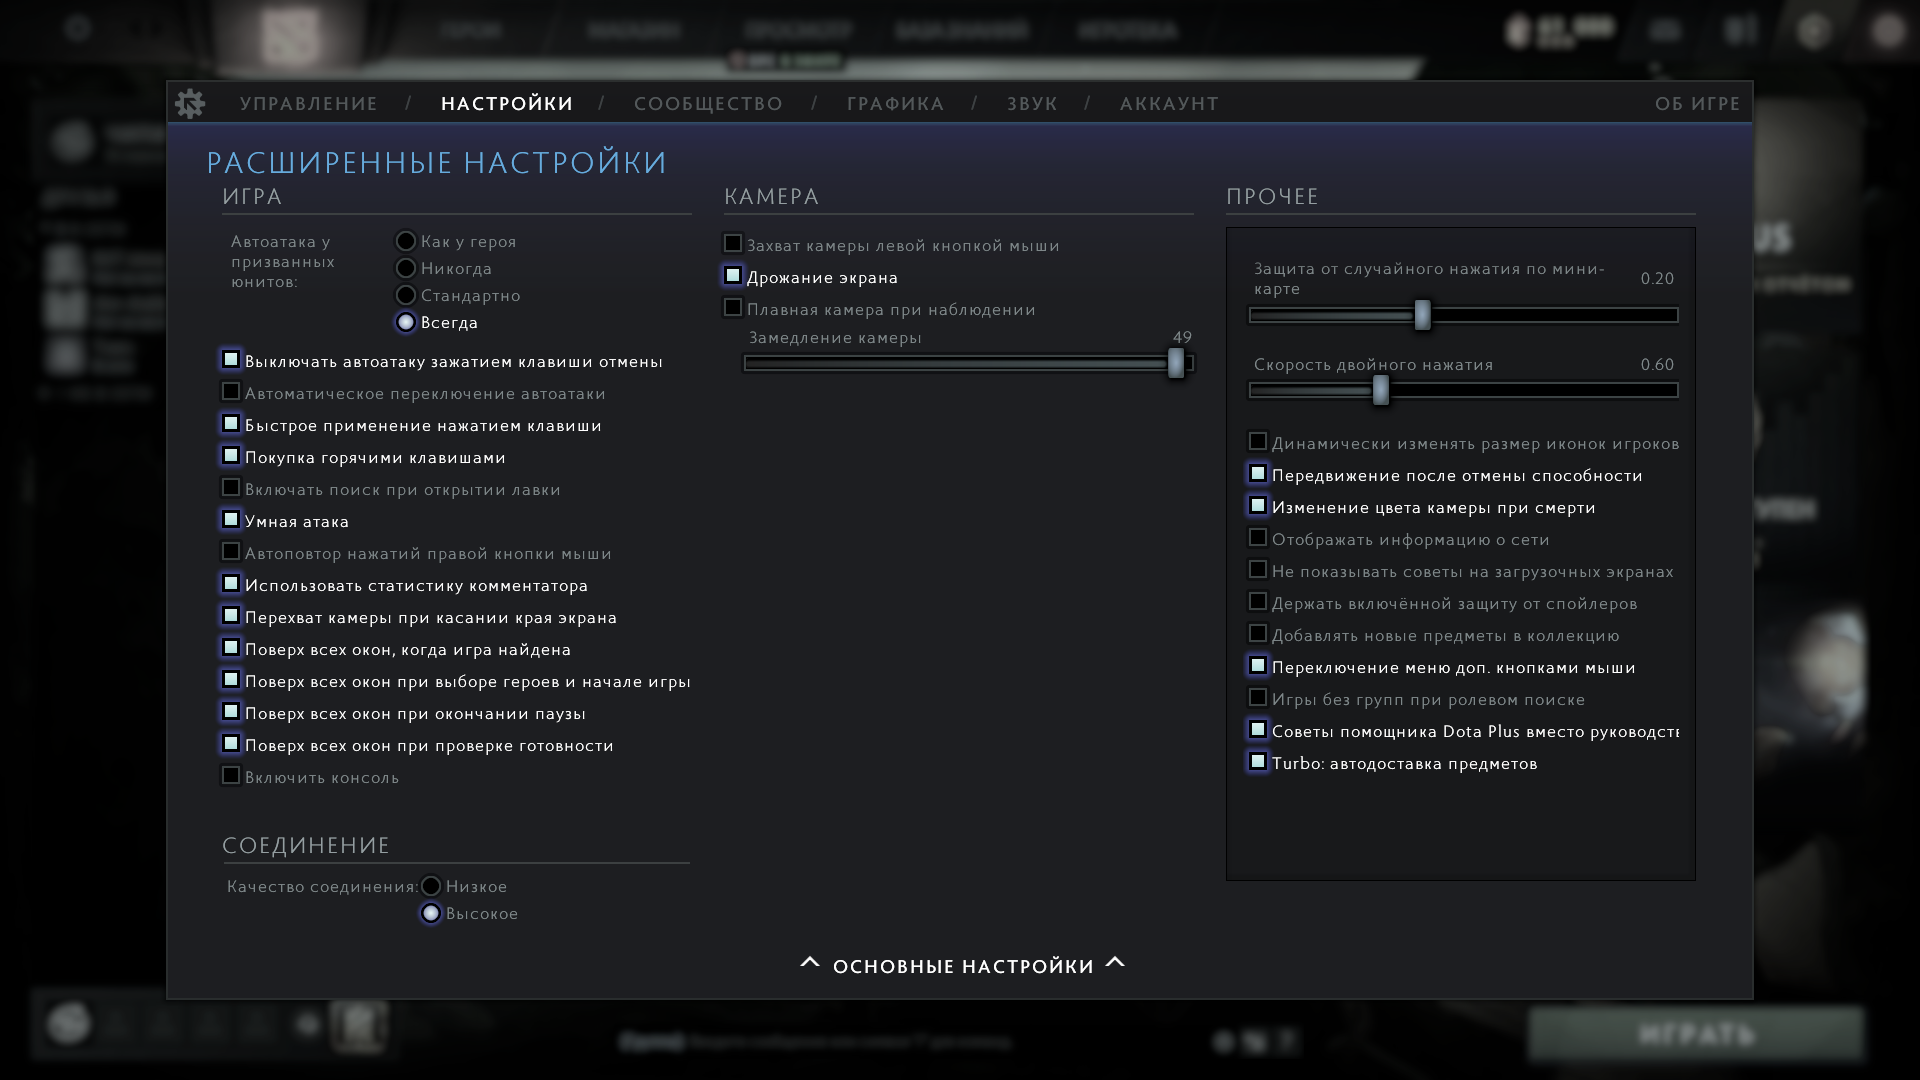 ГЕРОИ МАГАЗИН ПРОСМОТР БАЗА ЗНАНИЙ ИГРОТЕКА
УПРАВЛЕНИЕ / НАСТРОЙКИ / СООБЩЕСТВО / ГРАФИКА / ЗВУК / АККАУНТ ОБ ИГРЕ
РАСШИРЕННЫЕ НАСТРОЙКИ
ИГРА
Автоатака у
призванных
юнитов:
Как у героя
Никогда
Стандартно
Всегда
Выключать автоатаку зажатием клавиши отмены
Автоматическое переключение автоатаки
Быстрое применение нажатием клавиши
Покупка горячими клавишами
Включать поиск при открытии лавки
Умная атака
Автоповтор нажатий правой кнопки мыши
Использовать статистику комментатора
Перехват камеры при касании края экрана
Поверх всех окон, когда игра найдена
Поверх всех окон при выборе героев и начале игры
Поверх всех окон при окончании паузы
Поверх всех окон при проверке готовности
Включить консоль
СОЕДИНЕНИЕ
Качество соединения:
Низкое
Высокое
КАМЕРА
Захват камеры левой кнопкой мыши
Дрожание экрана
Плавная камера при наблюдении
Замедление камеры 49
ПРОЧЕЕ
Защита от случайного нажатия по мини-
карте 0.20
Скорость двойного нажатия 0.60
Динамически изменять размер иконок игроков
Передвижение после отмены способности
Изменение цвета камеры при смерти
Отображать информацию о сети
Не показывать советы на загрузочных экранах
Держать включённой защиту от спойлеров
Добавлять новые предметы в коллекцию
Переключение меню доп. кнопками мыши
Игры без групп при ролевом поиске
Советы помощника Dota Plus вместо руководсть
Turbo: автодоставка предметов
ОСНОВНЫЕ НАСТРОЙКИ
ИГРАТЬ